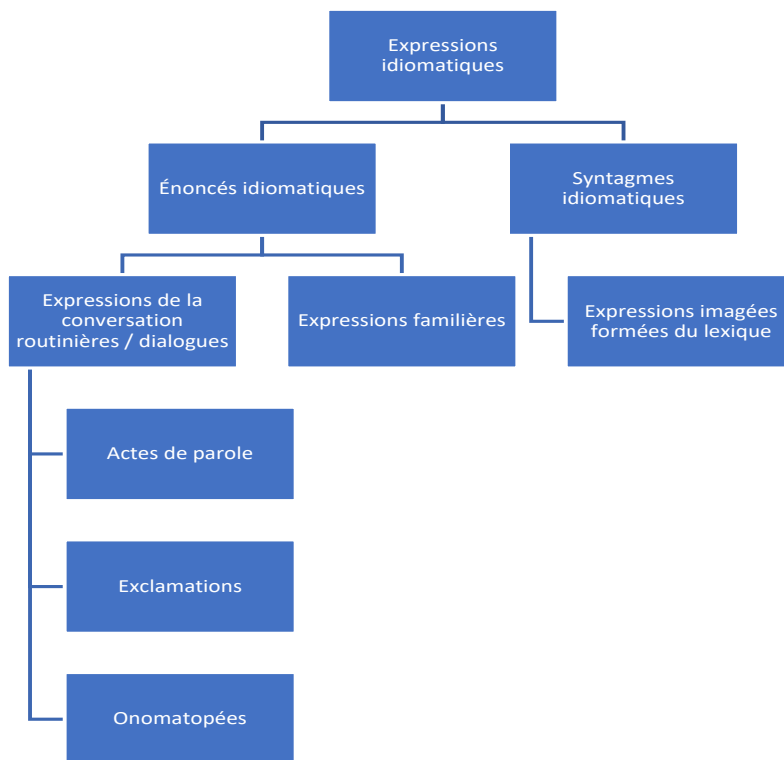 Expressions
idiomatiques
Énoncés idiomatiques
Syntagmes
idiomatiques
Expressions de la
conversation
routinières / dialogues
Expressions familières
Expressions imagées
formées du lexique
Actes de parole
Exclamations
Onomatopées